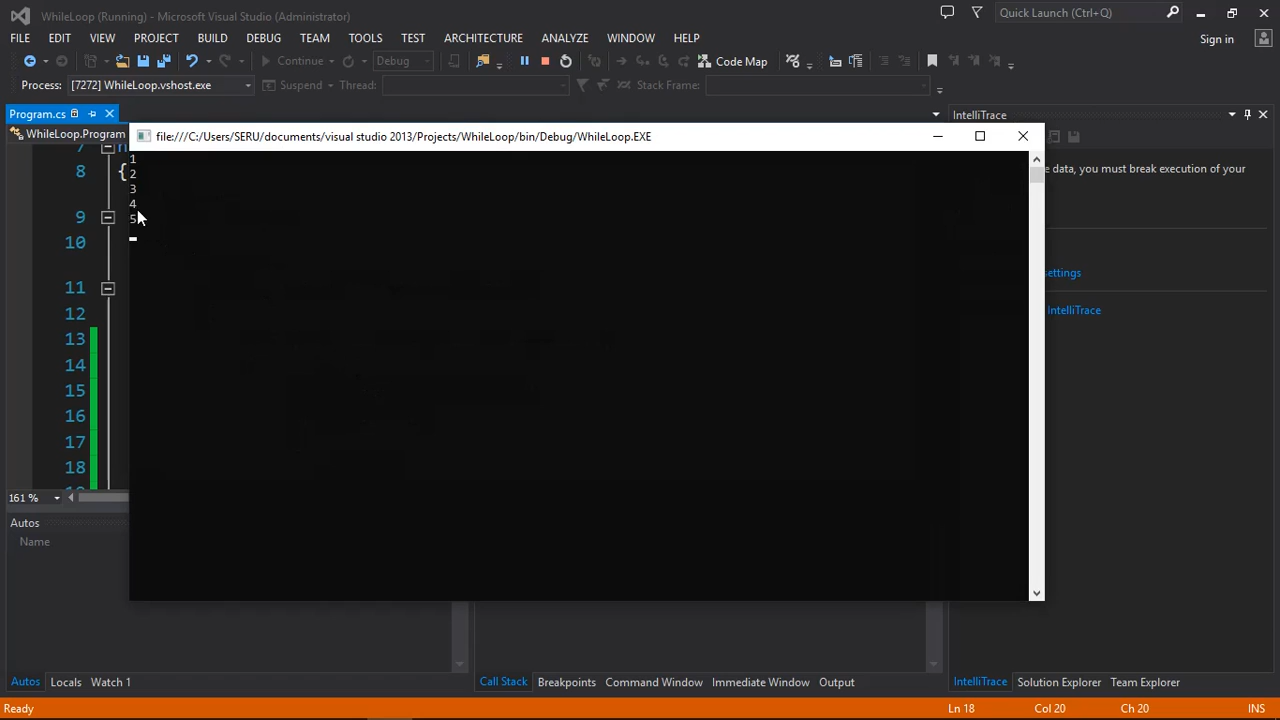 WhileLoop (Running) - Microsoft Visual Studio (Administrator)
Quick Launch (Ctrl+Q)
FILE EDIT VIEW PROJECT BUILD DEBUG TEAM TOOLS TEST ARCHITECTURE ANALYZE WINDOW HELP
Sign in
Continue Debug Code Map
Process: [7272] WhileLoop.vshost.exe Suspend Thread: Stack Frame:
Program.cs
IntelliTrace
WhileLoop.Program
file:///C:/Users/SERU/documents/visual studio 2013/Projects/WhileLoop/bin/Debug/WhileLoop.EXE
7
8 {
9
10
11
12
13
14
15
16
17
18
1
2
3
4
5
e data, you must break execution of your
settings
IntelliTrace
161 %
Autos
Name
Autos Locals Watch 1
Call Stack Breakpoints Command Window Immediate Window Output
IntelliTrace Solution Explorer Team Explorer
Ready
Ln 18 Col 20 Ch 20 INS